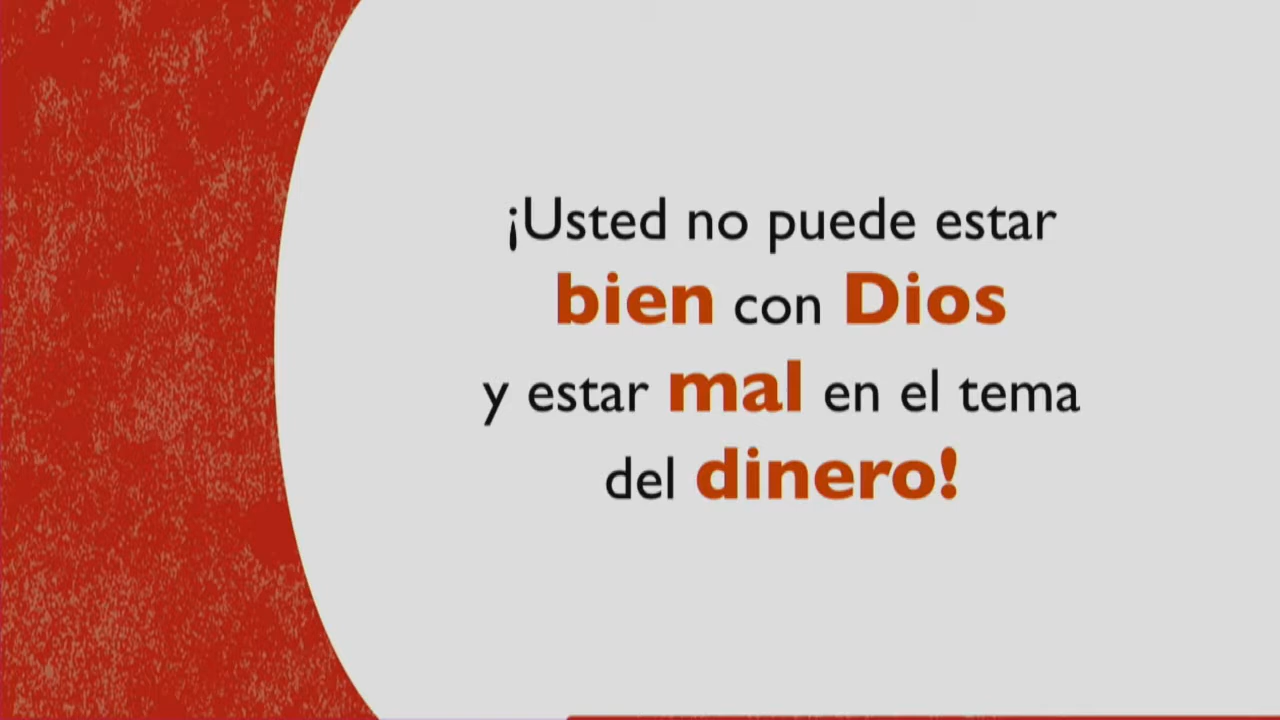 ¡Usted no puede estar
bien con Dios
y estar mal en el tema
del dinero!